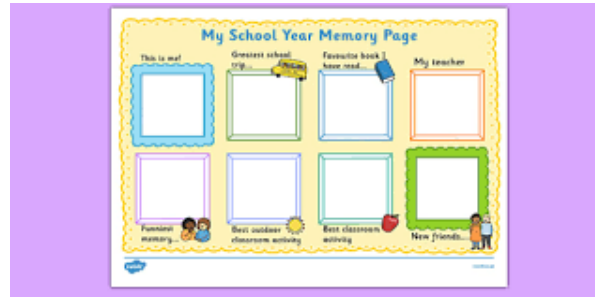 My School Year Memory Page
This is me!
Greatest school
trip...
Favourite book I
have read...
My teacher
Funniest
memory...
Best outdoor
classroom activity
Best classroom
activity
New friends...